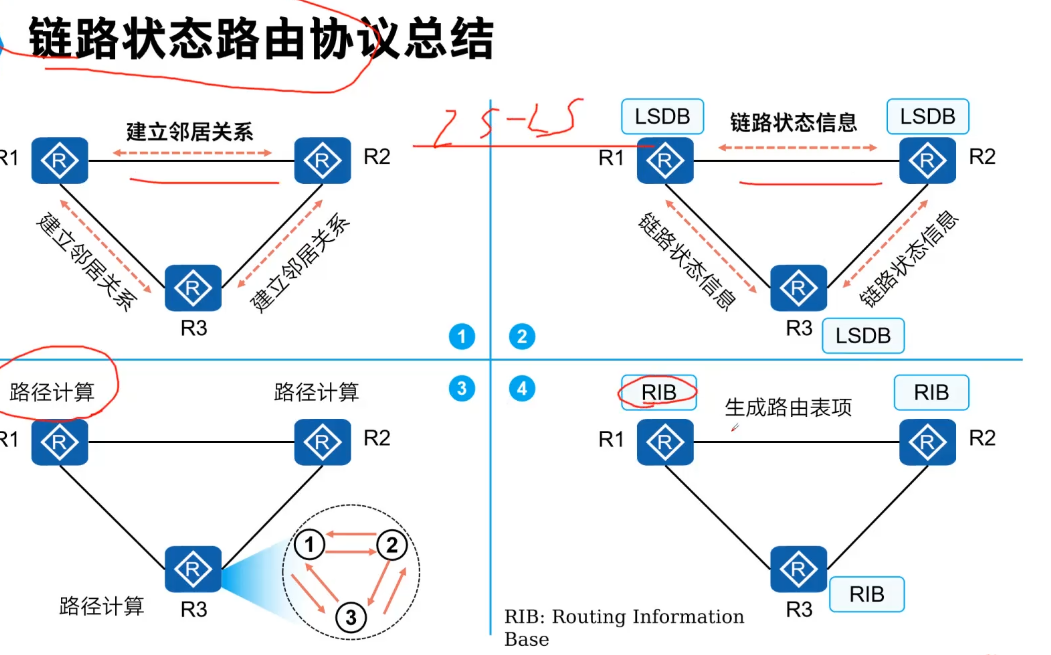 链路状态路由协议总结
建立邻居关系
R1
R2
建立邻居关系
建立邻居关系
R3
1
LSDB
链路状态信息
LSDB
R1
R2
链路状态信息
链路状态信息
R3
LSDB
2
路径计算
路径计算
3
R1
R2
1
2
3
路径计算
R3
4
RIB
生成路由表项
RIB
R1
R2
R3
RIB
RIB: Routing Information
Base